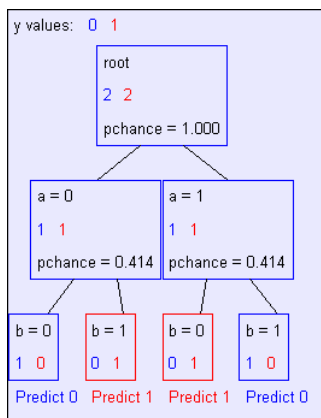 y values: 0 1
root
2 2
pchance = 1.000
a = 0
1 1
pchance = 0.414
a = 1
1 1
pchance = 0.414
b = 0
1 0
b = 1
0 1
b = 0
0 1
b = 1
1 0
Predict 0 Predict 1 Predict 1 Predict 0